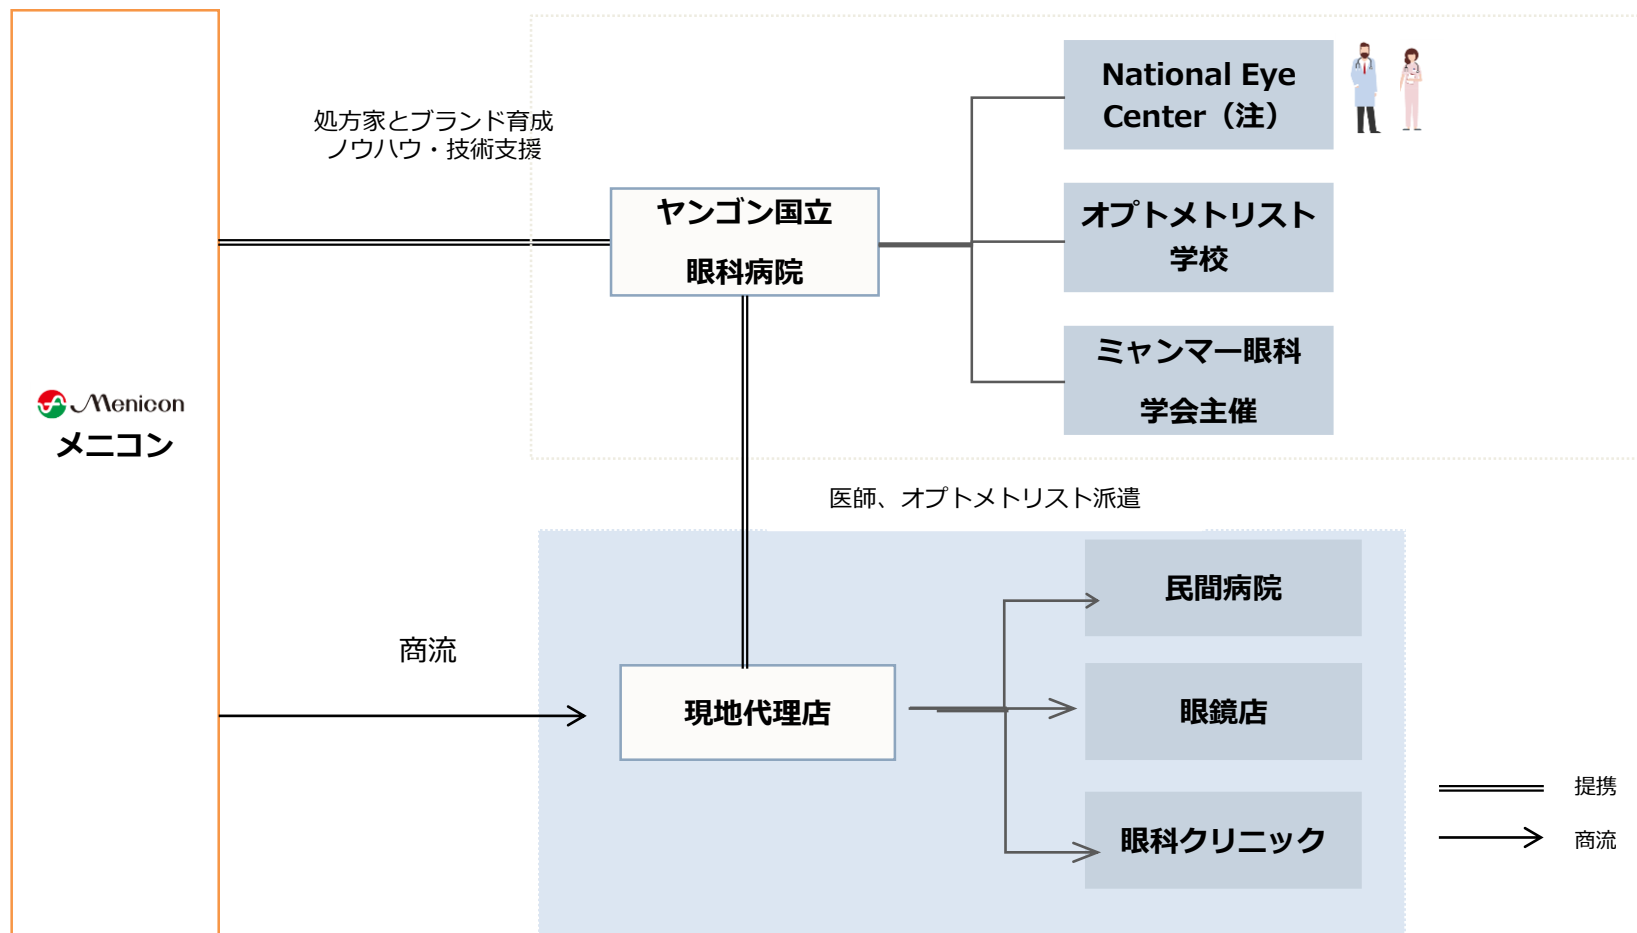 National Eye
Center（注）
処方家とブランド育成
ノウハウ・技術支援
ヤンゴン国立
眼科病院
オプトメトリスト
学校
ミャンマー眼科
学会主催
Menicon
メニコン
医師、オプトメトリスト派遣
民間病院
商流
現地代理店
眼鏡店
眼科クリニック
提携
商流